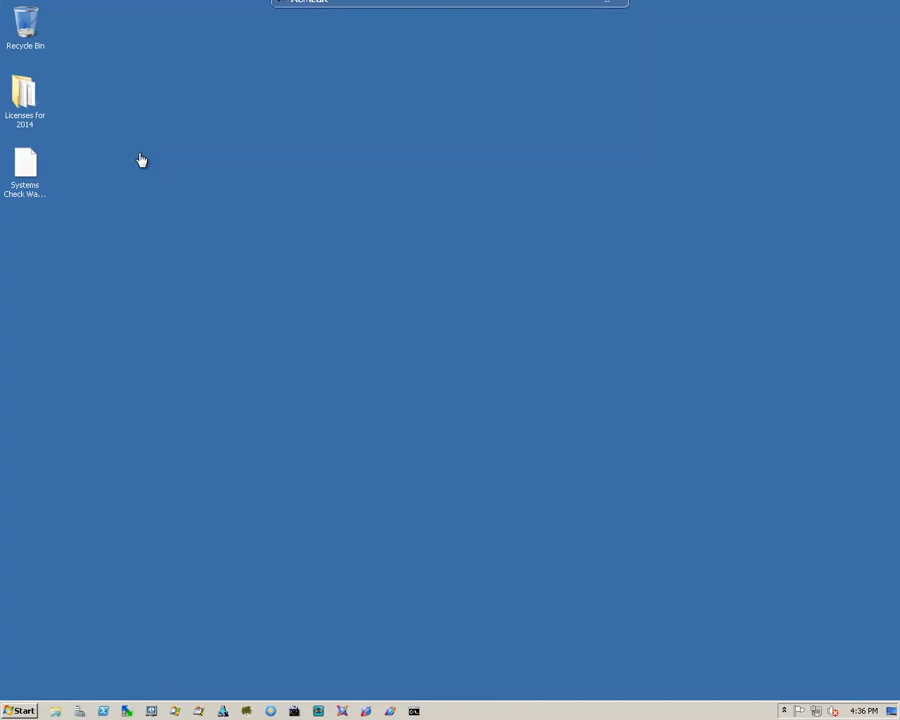 Recycle Bin
Licenses for
2014
Systems
Check Wa...
Start
4:36 PM